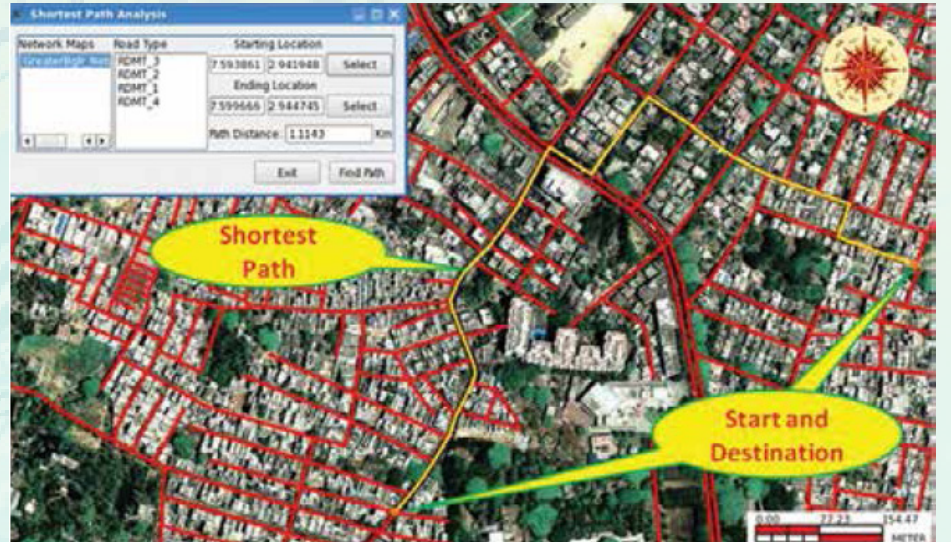 Shortest Path Analysis
Network Maps
Road Type
Starting Location
RDMT_3
RDMT_2
RDMT_1
RDMT_4
7.593861 2.941948 Select
Ending Location
7.599666 2.944745 Select
Path Distance: 1.1143 Km
Exit Find Path
Shortest
Path
Start and
Destination
0.00 77.23 154.47
METER